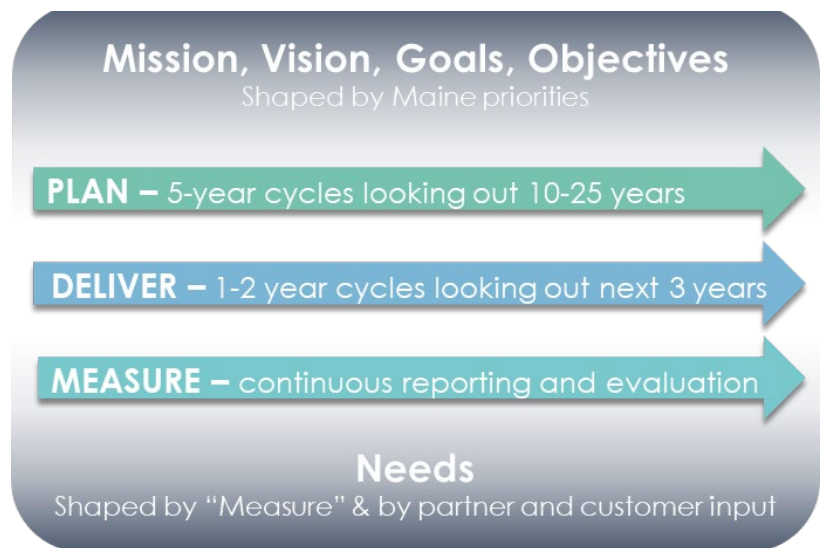 Mission, Vision, Goals, Objectives
Shaped by Maine priorities
PLAN – 5-year cycles looking out 10-25 years
DELIVER – 1-2 year cycles looking out next 3 years
MEASURE – continuous reporting and evaluation
Needs
Shaped by “Measure” & by partner and customer input